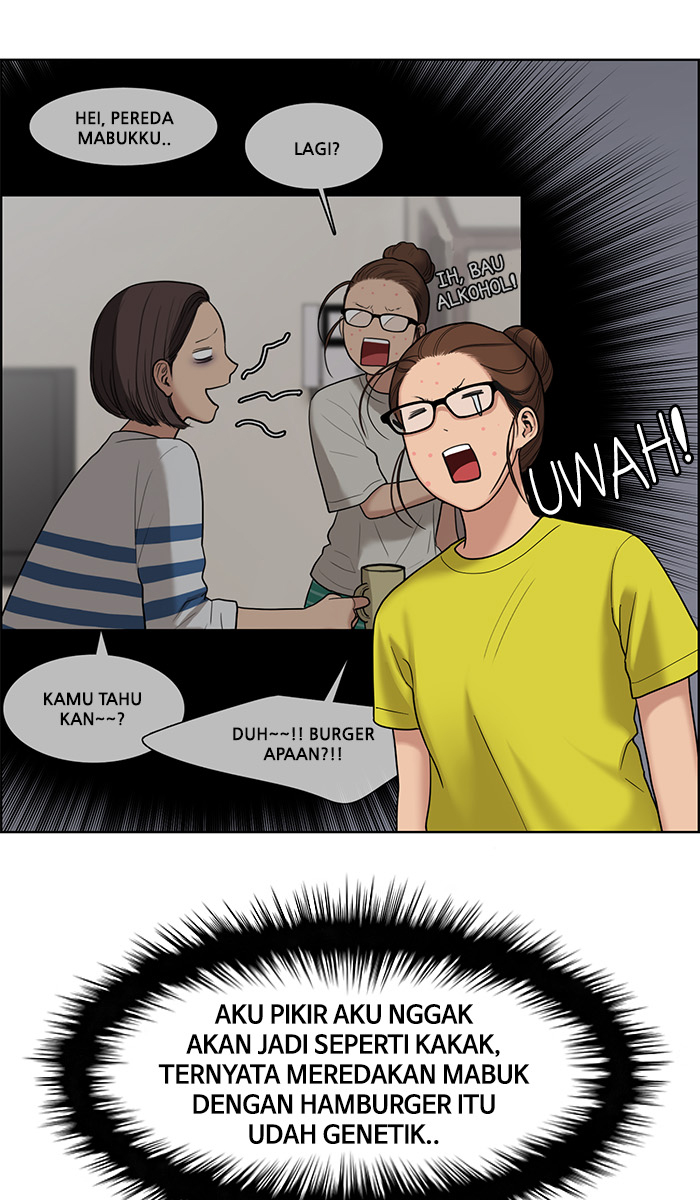 HEI, PEREDA
MABUKKU..
LAGI?
IH, BAU
ALKOHOL!
UWAH!
KAMU TAHU
KAN~~?
DUH~~!! BURGER
APAAN?!!
AKU PIKIR AKU NGGAK
AKAN JADI SEPERTI KAKAK,
TERNYATA MEREDAKAN MABUK
DENGAN HAMBURGER ITU
UDAH GENETIK..